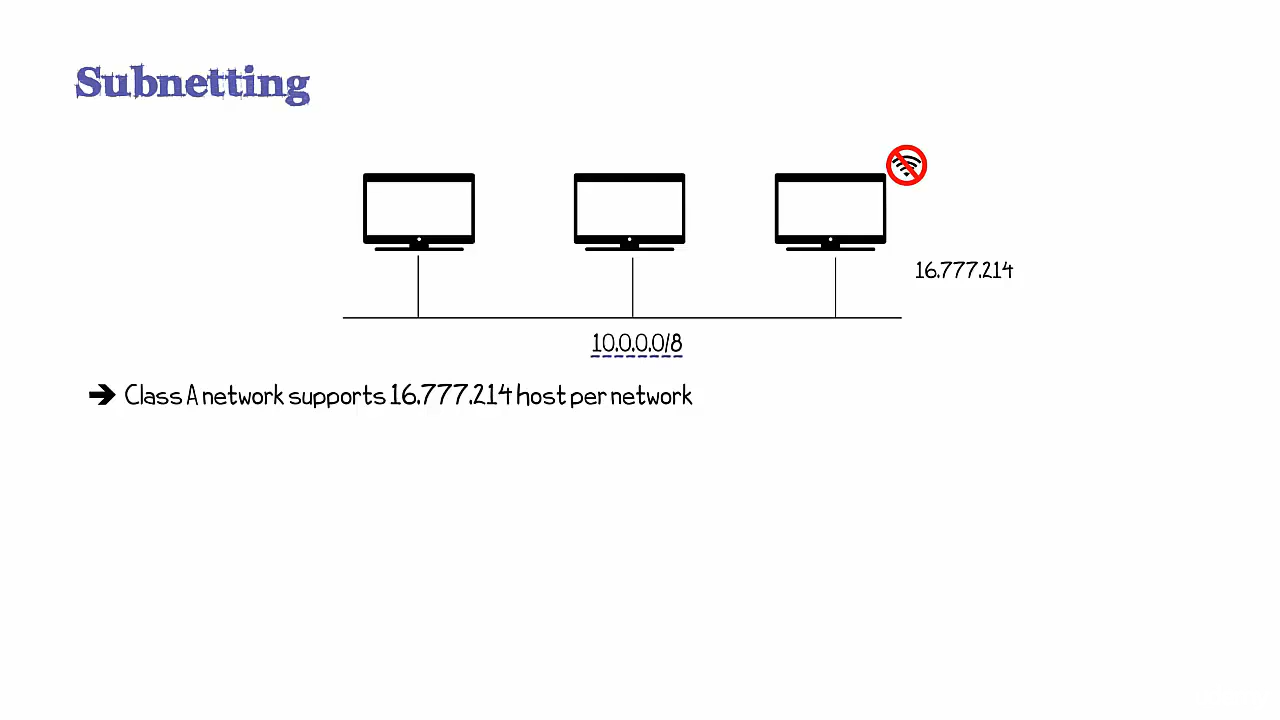 Subnetting
16.777.214
10.0.0.0/8
Class A network supports 16.777.214 host per network